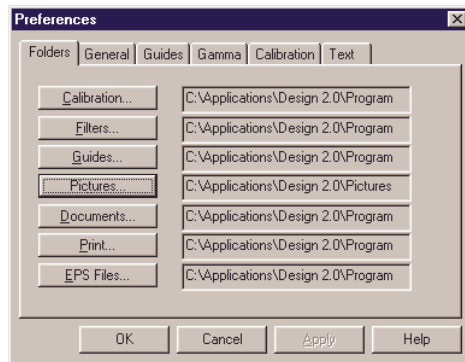 Preferences
Folders General Guides Gamma Calibration Text
Calibration... C:\Applications\Design 2.0\Program
Filters... C:\Applications\Design 2.0\Program
Guides... C:\Applications\Design 2.0\Program
Pictures... C:\Applications\Design 2.0\Pictures
Documents... C:\Applications\Design 2.0\Program
Print... C:\Applications\Design 2.0\Program
EPS Files... C:\Applications\Design 2.0\Program
OK Cancel Apply Help